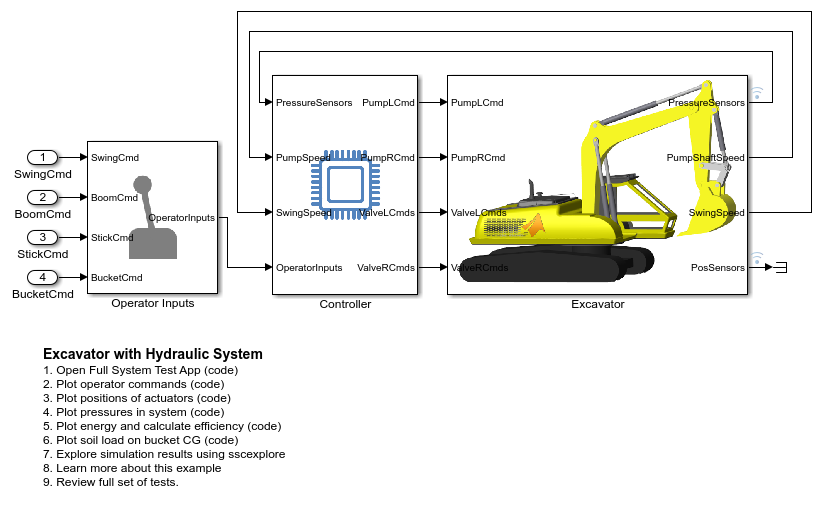 1
SwingCmd
2
BoomCmd
3
StickCmd
4
BucketCmd
SwingCmd
BoomCmd
StickCmd
BucketCmd
OperatorInputs
Operator Inputs
PressureSensors
PumpSpeed
SwingSpeed
OperatorInputs
PumpLCmd
PumpRCmd
ValveLCmds
ValveRCmds
Controller
PumpLCmd
PumpRCmd
ValveLCmds
ValveRCmds
PressureSensors
PumpShaftSpeed
SwingSpeed
PosSensors
Excavator
Excavator with Hydraulic System
1. Open Full System Test App (code)
2. Plot operator commands (code)
3. Plot positions of actuators (code)
4. Plot pressures in system (code)
5. Plot energy and calculate efficiency (code)
6. Plot soil load on bucket CG (code)
7. Explore simulation results using sscexplore
8. Learn more about this example
9. Review full set of tests.